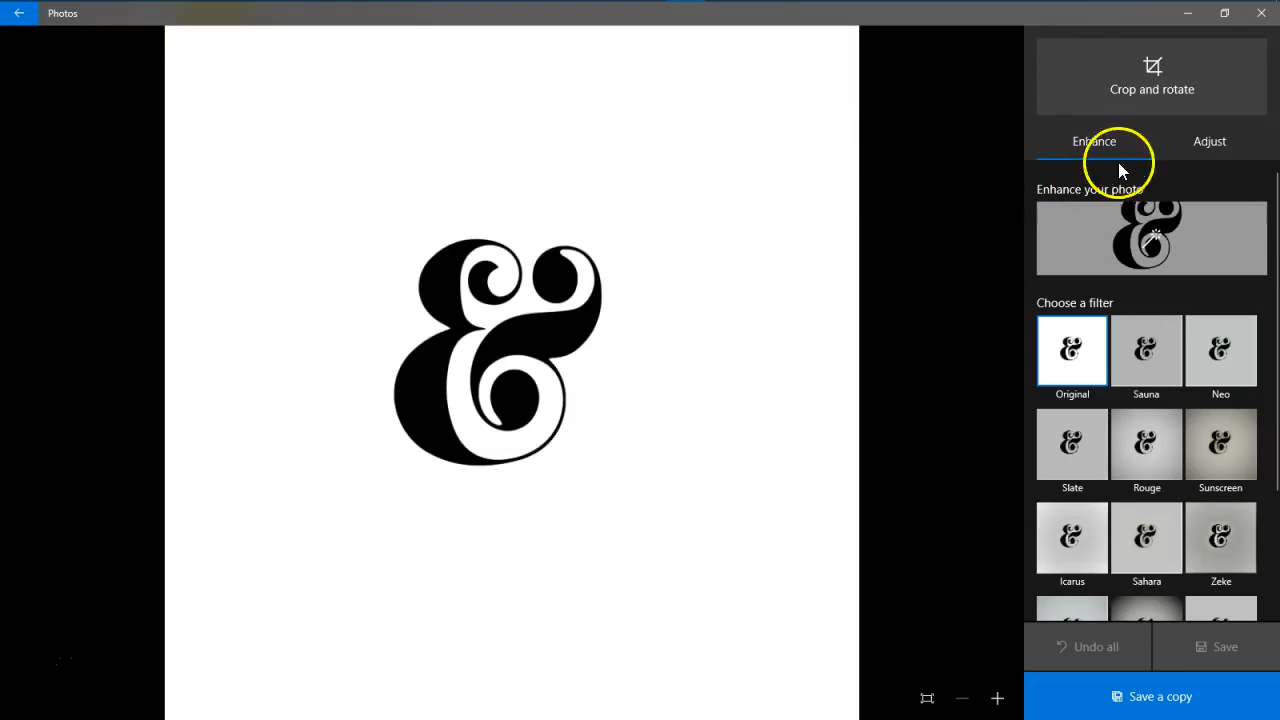 Photos
Crop and rotate
Enhance Adjust
Enhance your photo
Choose a filter
Original Sauna Neo
Slate Rouge Sunscreen
Icarus Sahara Zeke
Undo all Save
Save a copy
&